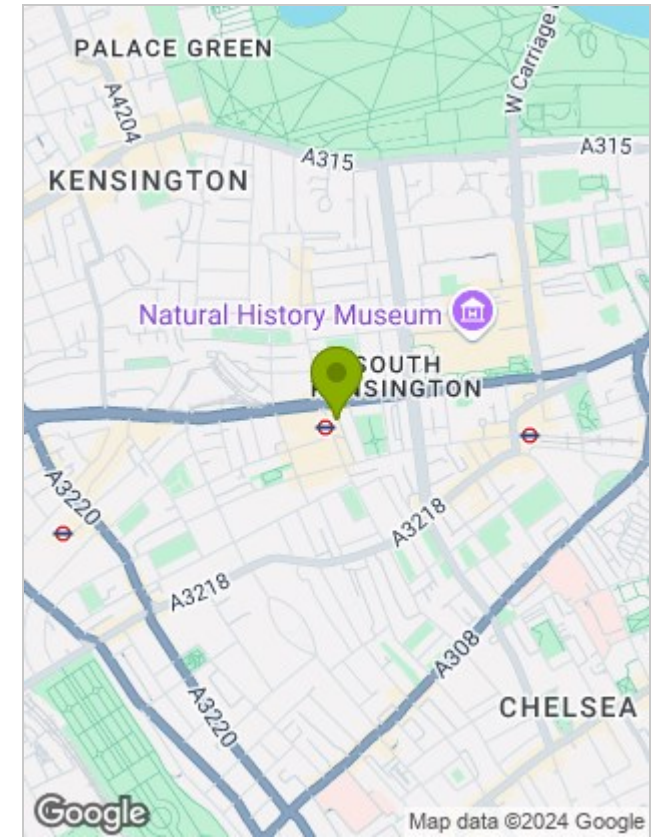 PALACE GREEN
W Carriage
A4204
A315
A315
KENSINGTON
Natural History Museum
SOUTH
KENSINGTON
A3220
A3218
A3218
A308
A3220
CHELSEA
Google
Map data ©2024 Google